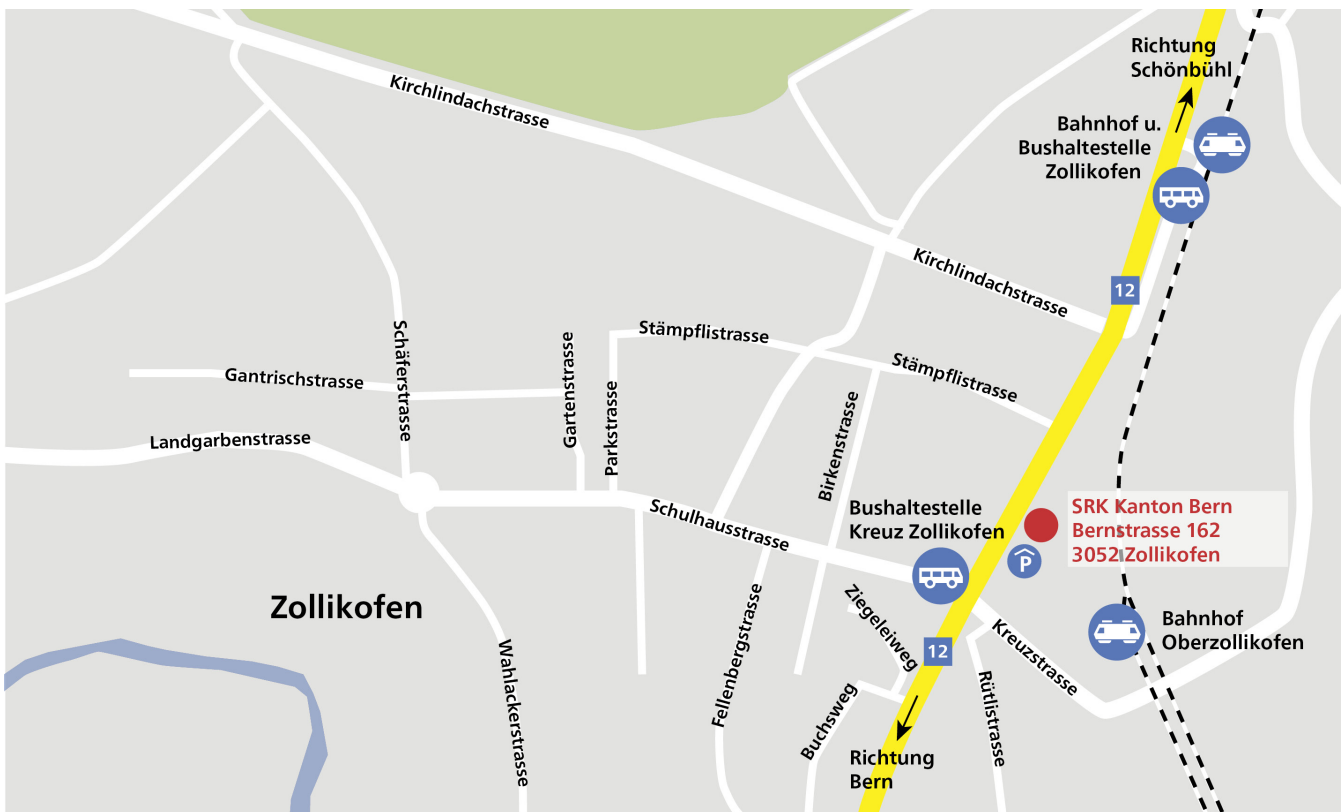 Richtung
Schönbühl
Kirchlindachstrasse
Bahnhof u.
Bushaltestelle
Zollikofen
Kirchlindachstrasse
12
Stämpflistrasse
Stämpflistrasse
Schäferstrasse
Gantrischstrasse
Gartenstrasse
Parkstrasse
Birkenstrasse
Landgarbenstrasse
Schulhausstrasse
Bushaltestelle
Kreuz Zollikofen
SRK Kanton Bern
Bernstrasse 162
3052 Zollikofen
P
Zollikofen
Ziegeleiweg
12
Kreuzstrasse
Bahnhof
Oberzollikofen
Wahlackerstrasse
Fellenbergstrasse
Buchsweg
Rütlistrasse
Richtung
Bern